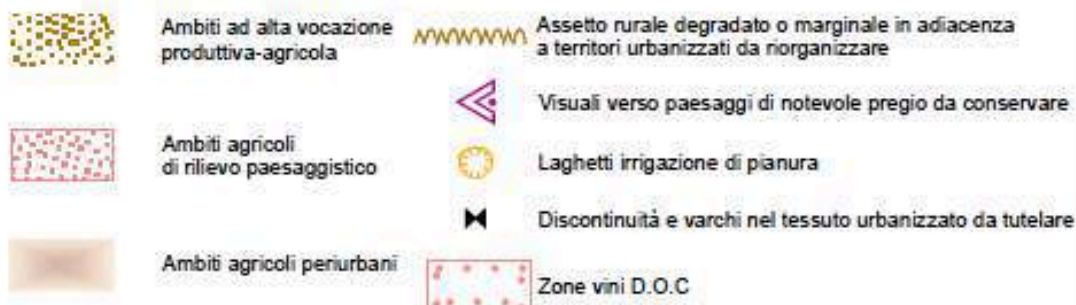 Ambiti ad alta vocazione
produttiva-agricola
Ambiti agricoli
di rilievo paesaggistico
Ambiti agricoli periurbani
Assetto rurale degradato o marginale in adiacenza
a territori urbanizzati da riorganizzare
Visuali verso paesaggi di notevole pregio da conservare
Laghetti irrigazione di pianura
Discontinuità e varchi nel tessuto urbanizzato da tutelare
Zone vini D.O.C